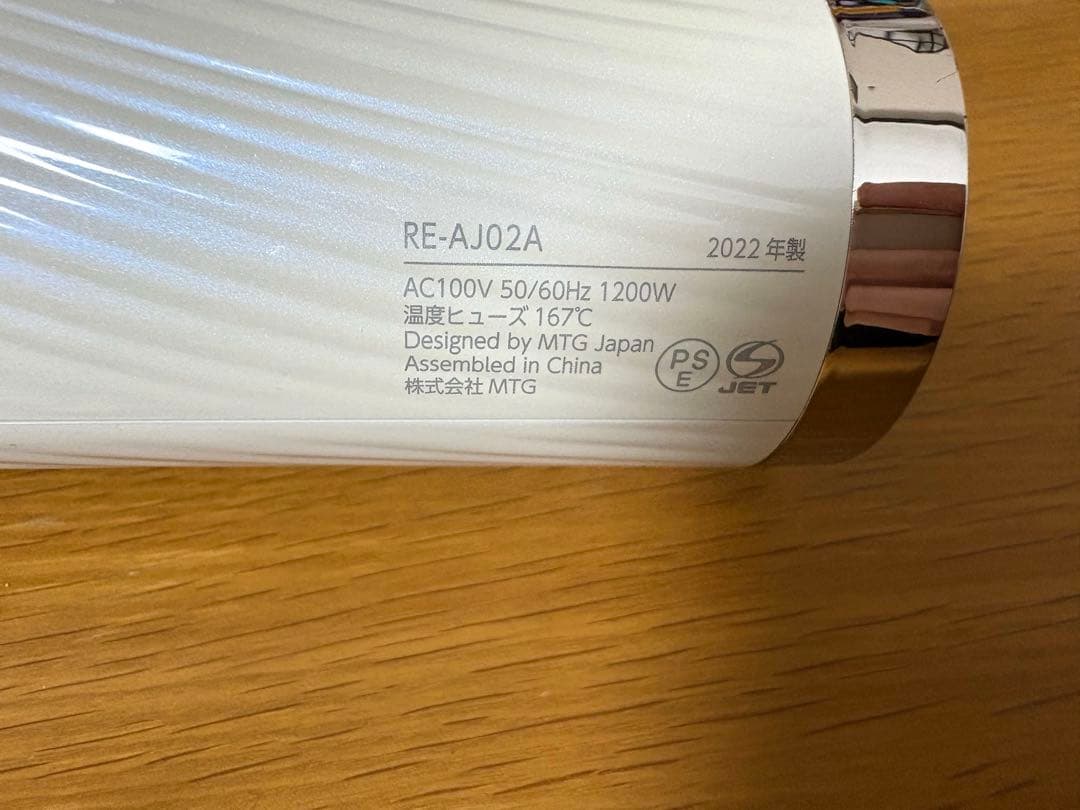 RE-AJ02A 2022年製
AC100V 50/60Hz 1200W
温度ヒューズ 167℃
Designed by MTG Japan
Assembled in China
株式会社 MTG
PS
E
JET